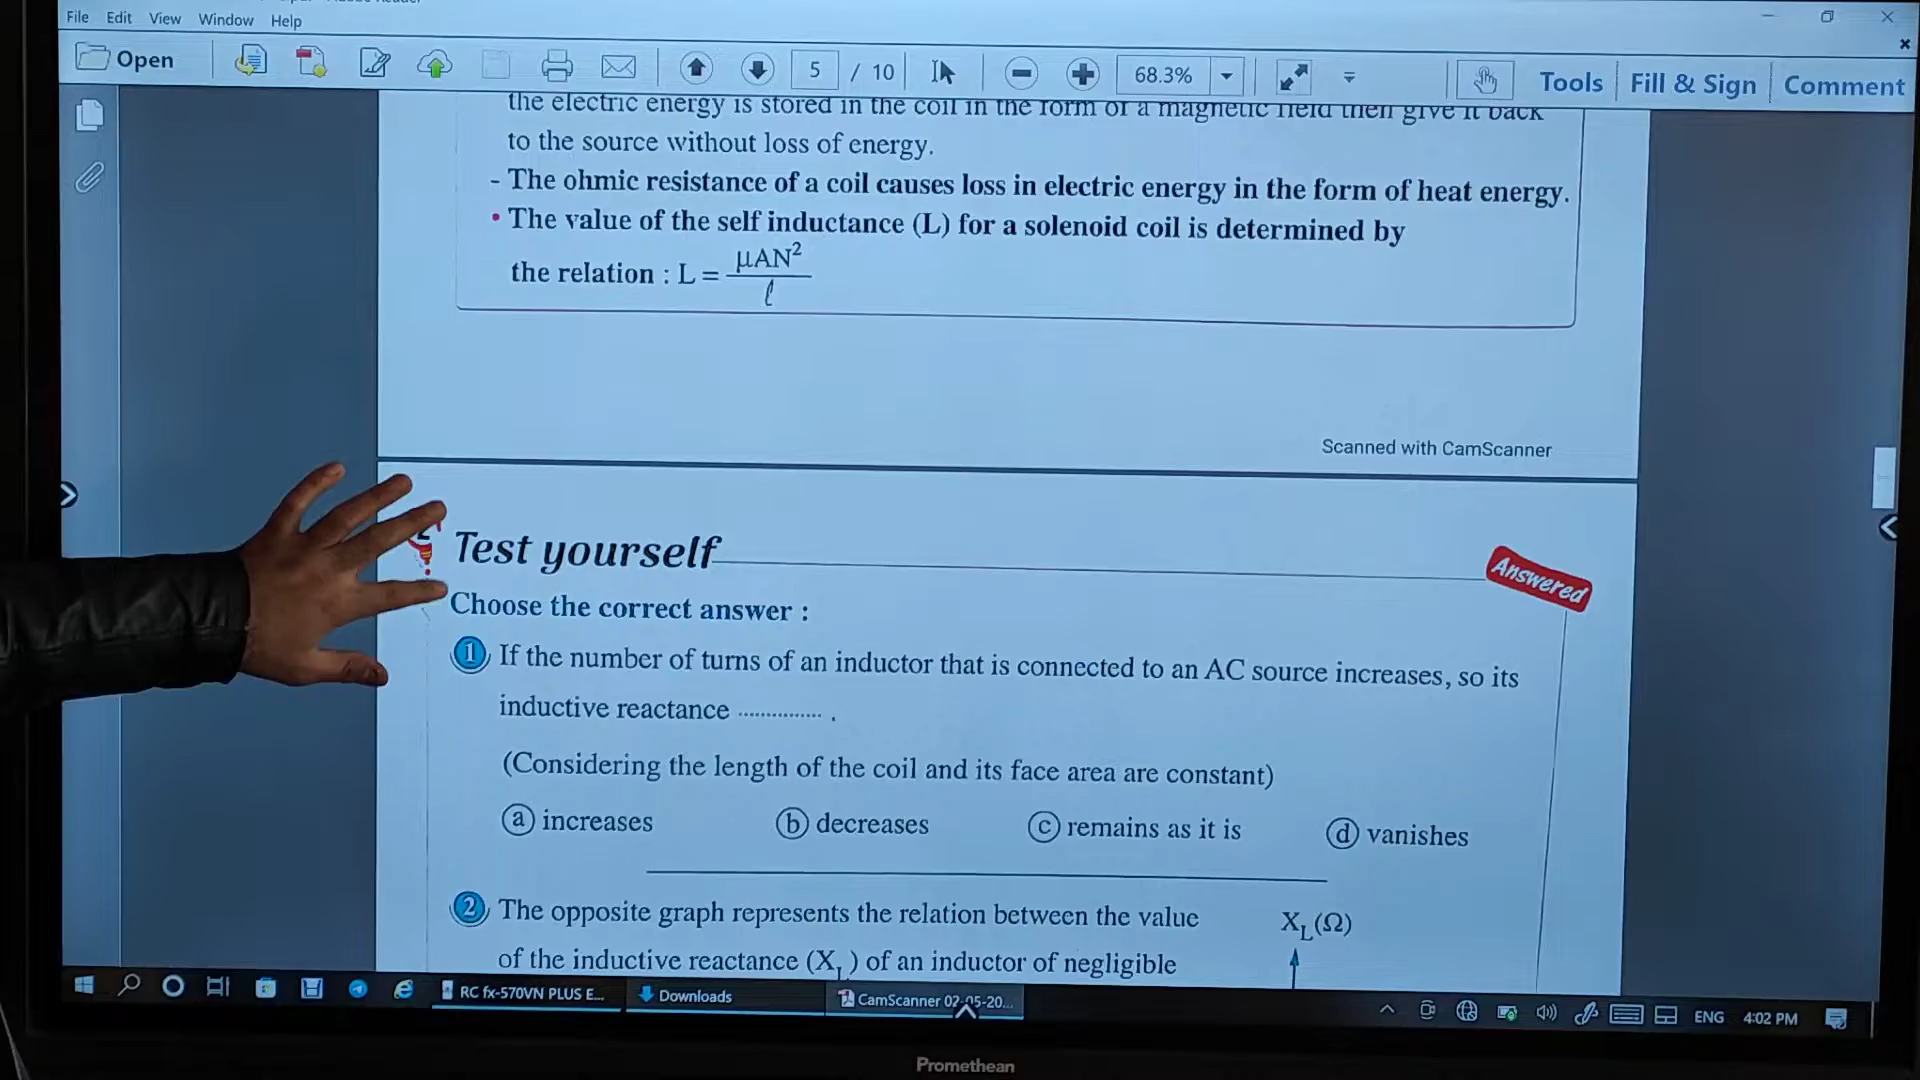 File Edit View Window Help
Open 5 / 10 68.3% Tools Fill & Sign Comment
the electric energy is stored in the coil in the form of a magnetic field then give it back
to the source without loss of energy.
- The ohmic resistance of a coil causes loss in electric energy in the form of heat energy.
• The value of the self inductance (L) for a solenoid coil is determined by
the relation : L = μAN²
ℓ
Scanned with CamScanner
Test yourself
Answered
Choose the correct answer :
1 If the number of turns of an inductor that is connected to an AC source increases, so its
inductive reactance ............... .
(Considering the length of the coil and its face area are constant)
a increases b decreases c remains as it is d vanishes
2 The opposite graph represents the relation between the value X_L(Ω)
of the inductive reactance (X_L) of an inductor of negligible
RC fx-570VN PLUS E... Downloads CamScanner 02-05-20... ENG 4:02 PM
Promethean